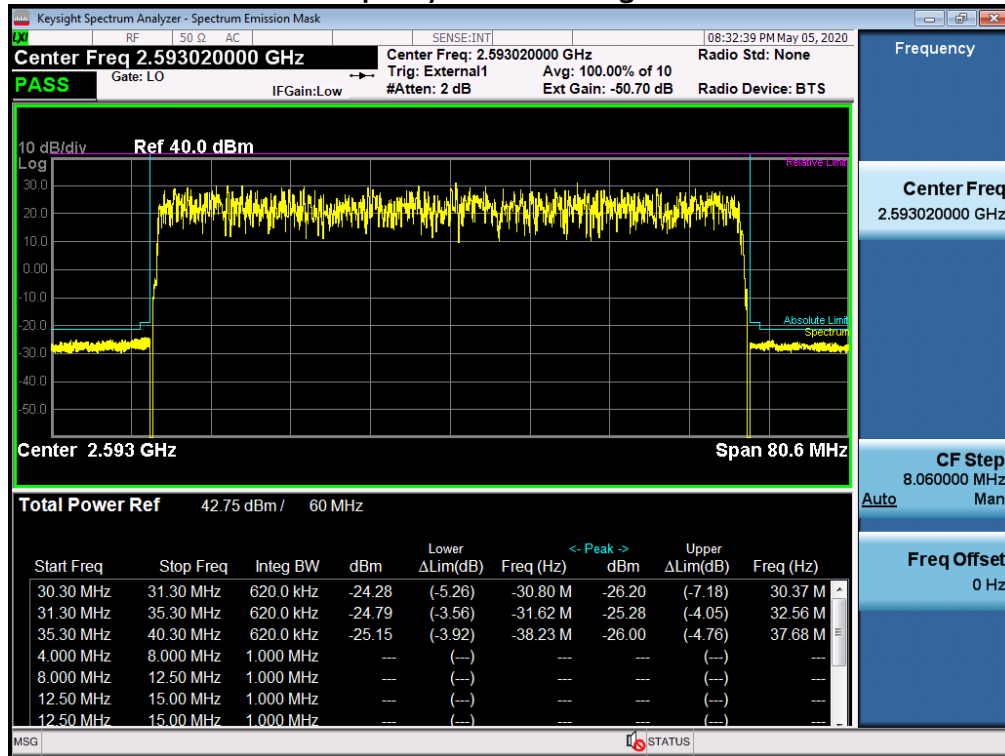 Keysight Spectrum Analyzer - Spectrum Emission Mask
LXI RF 50 Ω AC SENSE:INT 08:32:39 PM May 05, 2020
Center Freq 2.593020000 GHz
Center Freq: 2.593020000 GHz Radio Std: None
Gate: LO Trig: External1 Avg: 100.00% of 10
PASS IFGain:Low #Atten: 2 dB Ext Gain: -50.70 dB Radio Device: BTS
10 dB/div Ref 40.0 dBm
Log Relative Limit
30.0
20.0
10.0
0.00
-10.0
-20.0 Absolute Limit
Spectrum
-30.0
-40.0
-50.0
Center 2.593 GHz Span 80.6 MHz
Total Power Ref 42.75 dBm / 60 MHz
Lower <- Peak -> Upper
Start Freq Stop Freq Integ BW dBm ΔLim(dB) Freq (Hz) dBm ΔLim(dB) Freq (Hz)
30.30 MHz 31.30 MHz 620.0 kHz -24.28 (-5.26) -30.80 M -26.20 (-7.18) 30.37 M
31.30 MHz 35.30 MHz 620.0 kHz -24.79 (-3.56) -31.62 M -25.28 (-4.05) 32.56 M
35.30 MHz 40.30 MHz 620.0 kHz -25.15 (-3.92) -38.23 M -26.00 (-4.76) 37.68 M
4.000 MHz 8.000 MHz 1.000 MHz --- (---) --- --- (---) ---
8.000 MHz 12.50 MHz 1.000 MHz --- (---) --- --- (---) ---
12.50 MHz 15.00 MHz 1.000 MHz --- (---) --- --- (---) ---
12.50 MHz 15.00 MHz 1.000 MHz --- (---) --- --- (---) ---
MSG STATUS
Frequency
Center Freq
2.593020000 GHz
CF Step
8.060000 MHz
Auto Man
Freq Offset
0 Hz